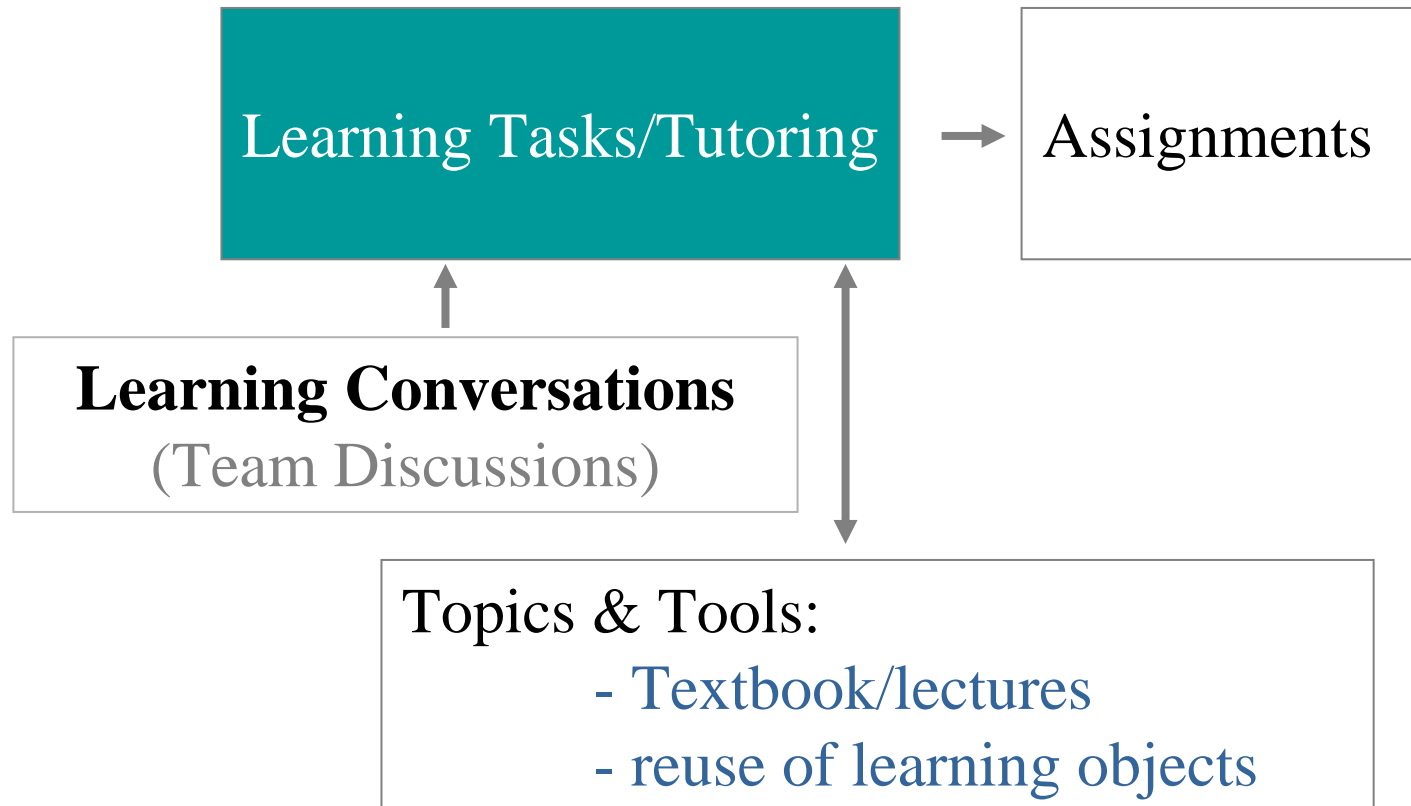 Learning Tasks/Tutoring
Assignments
Learning Conversations
(Team Discussions)
Topics & Tools:
- Textbook/lectures
- reuse of learning objects